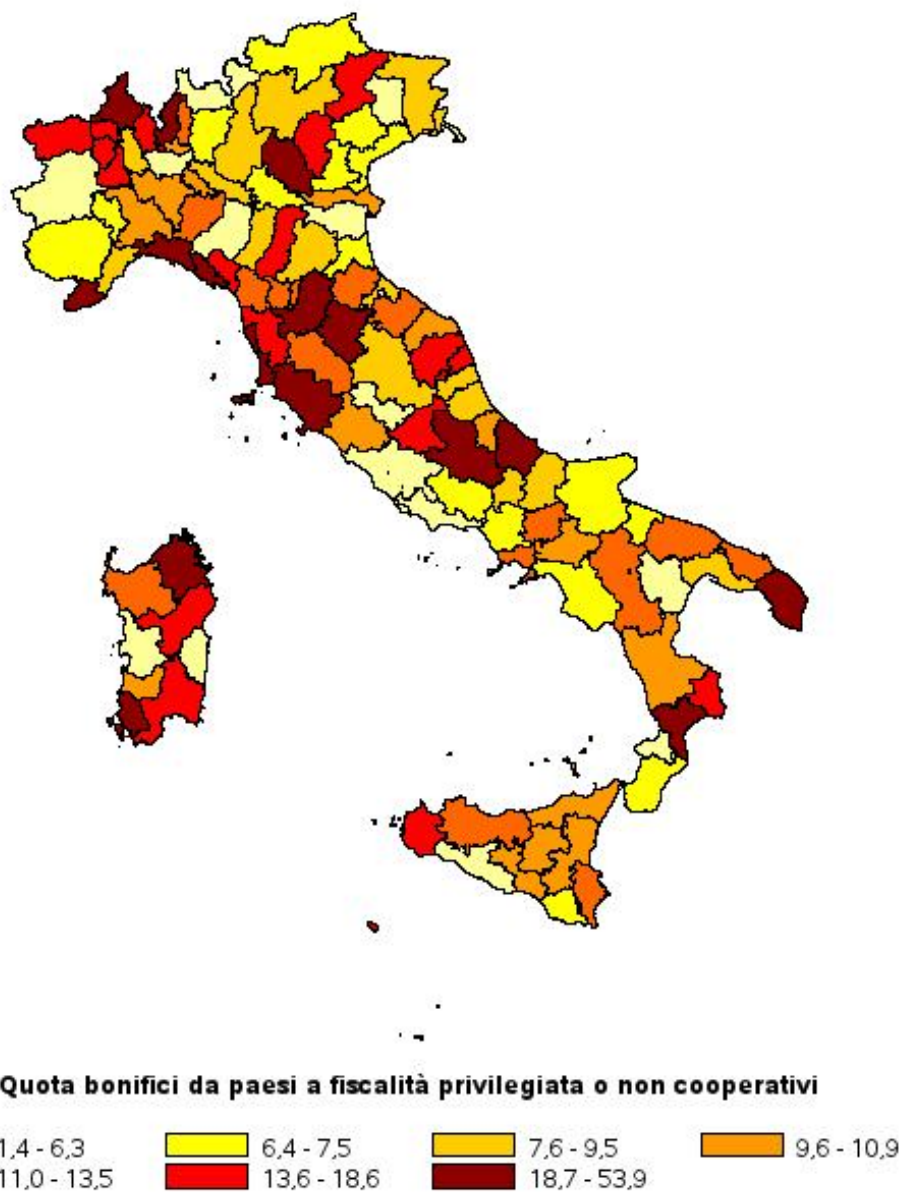 Quota bonifici da paesi a fiscalità privilegiata o non cooperativi
1,4 - 6,3 6,4 - 7,5 7,6 - 9,5 9,6 - 10,9
11,0 - 13,5 13,6 - 18,6 18,7 - 53,9